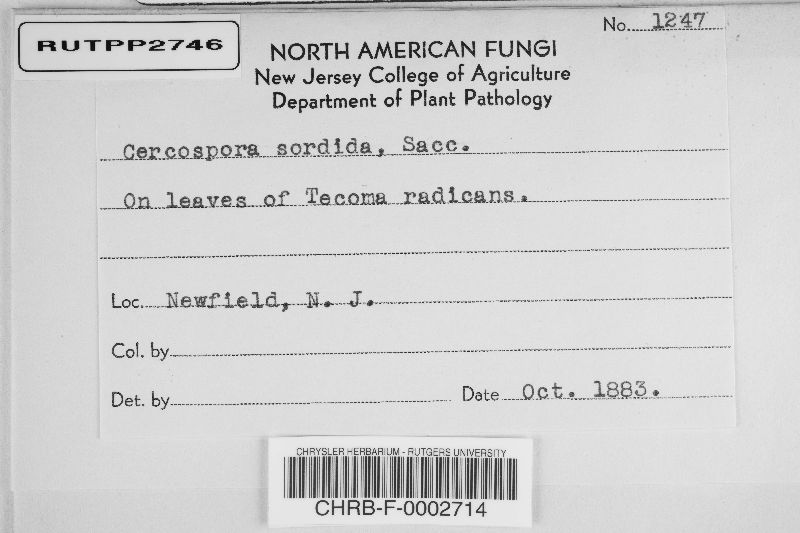 No. 1247
RUTPP2746
NORTH AMERICAN FUNGI
New Jersey College of Agriculture
Department of Plant Pathology
Cercospora sordida, Sacc.
On leaves of Tecoma radicans.
Loc. Newfield, N. J.
Col. by
Det. by Date Oct. 1883.
CHRYSLER HERBARIUM - RUTGERS UNIVERSITY
CHRB-F-0002714